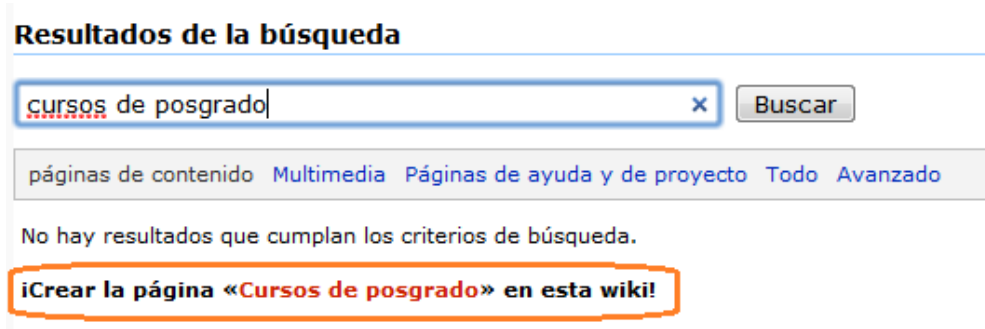 Resultados de la búsqueda
cursos de posgrado × Buscar
páginas de contenido Multimedia Páginas de ayuda y de proyecto Todo Avanzado
No hay resultados que cumplan los criterios de búsqueda.
¡Crear la página «Cursos de posgrado» en esta wiki!